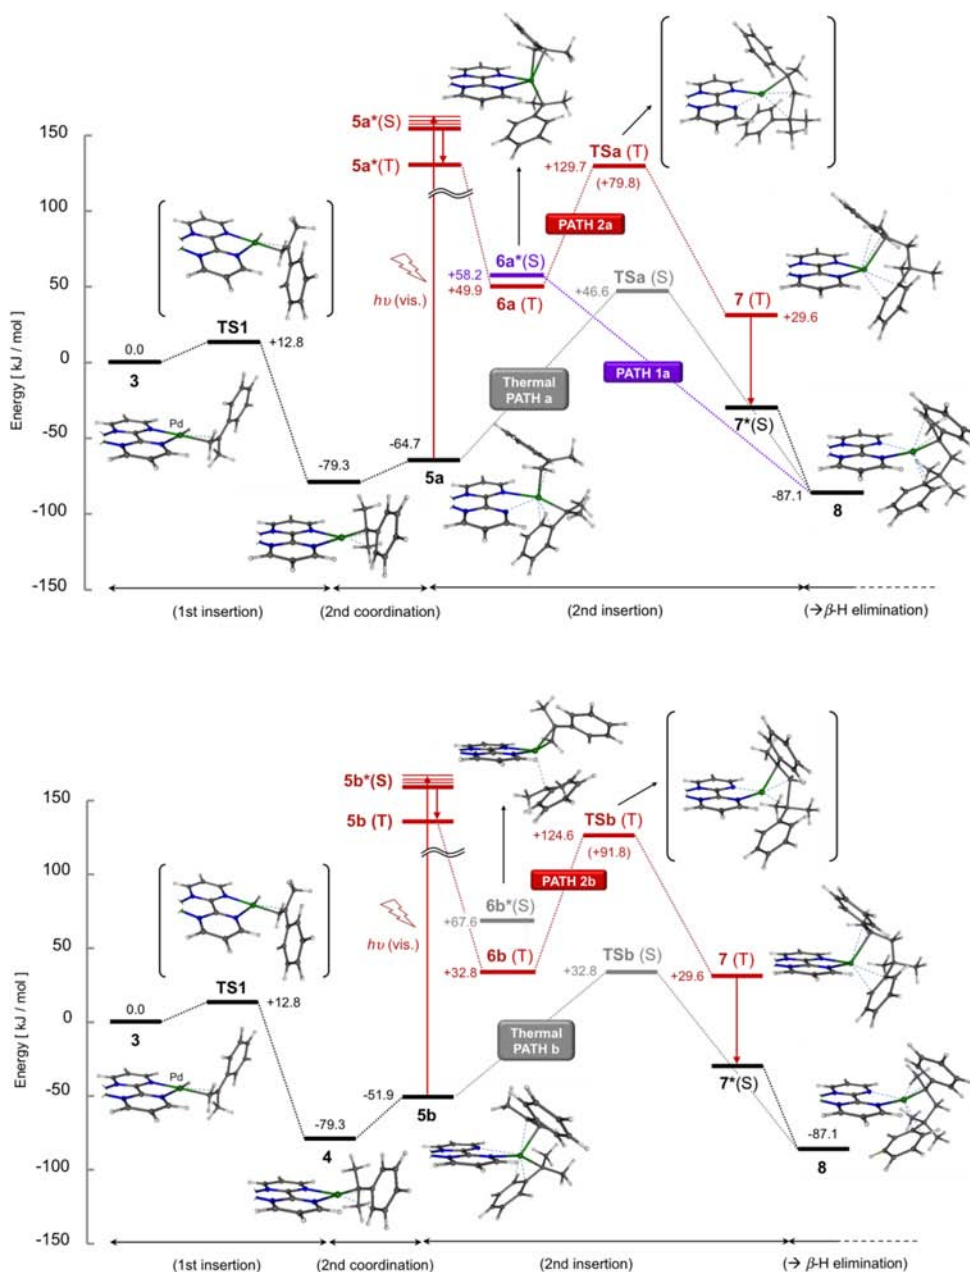 150
100
50
0
-50
-100
-150
Energy [ kJ / mol ]
5a*(S)
5a*(T)
hυ (vis.)
+129.7
TSa (T)
(+79.8)
PATH 2a
6a*(S)
+58.2
+49.9
6a (T)
TSa (S)
+46.6
7 (T)
+29.6
TS1
0.0
+12.8
3
Pd
PATH 1a
Thermal
PATH a
7*(S)
-64.7
-79.3
5a
-87.1
8
(1st insertion)
(2nd coordination)
(2nd insertion)
(→ β-H elimination)
150
100
50
0
-50
-100
-150
Energy [ kJ / mol ]
5b*(S)
5b (T)
hυ (vis.)
TSb (T)
+124.6
(+91.8)
PATH 2b
6b*(S)
+67.6
6b (T)
+32.8
TSb (S)
+32.8
7 (T)
+29.6
TS1
0.0
+12.8
3
Pd
Thermal
PATH b
7*(S)
-51.9
5b
-79.3
4
-87.1
8
(1st insertion)
(2nd coordination)
(2nd insertion)
(→ β-H elimination)